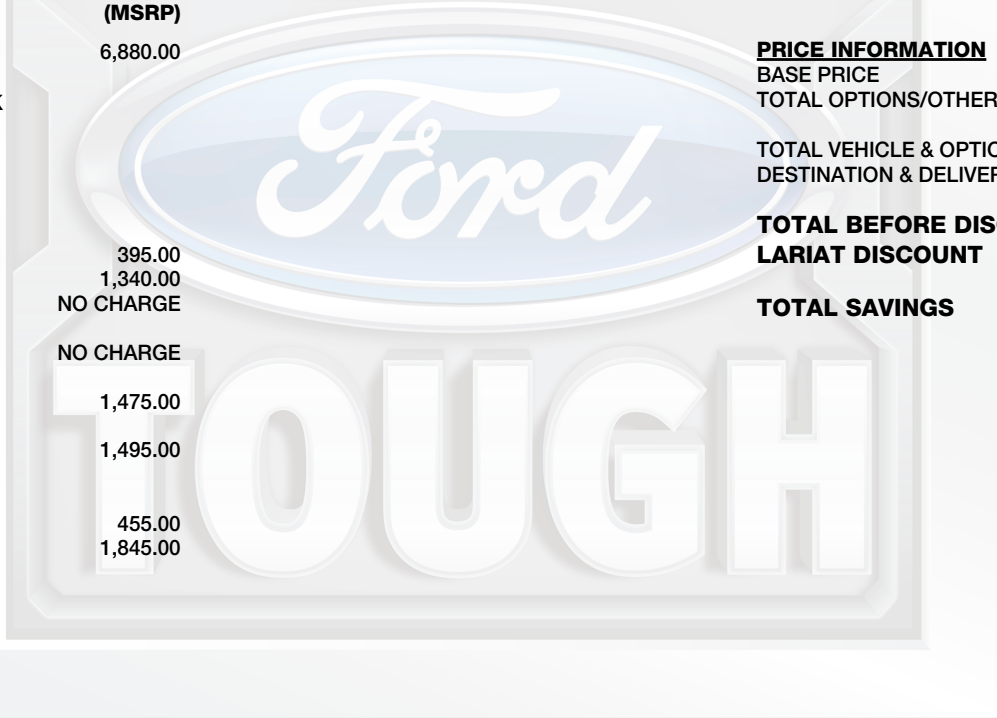 (MSRP)
6,880.00
395.00
1,340.00
NO CHARGE
NO CHARGE
1,475.00
1,495.00
455.00
1,845.00
PRICE INFORMATION
BASE PRICE
TOTAL OPTIONS/OTHER
TOTAL VEHICLE & OPTIO
DESTINATION & DELIVER
TOTAL BEFORE DISC
LARIAT DISCOUNT
TOTAL SAVINGS
Ford
TOUGH